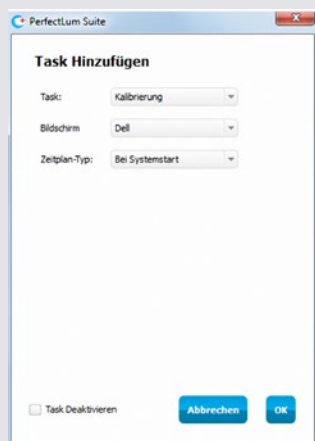 PerfectLum Suite
Task Hinzufügen
Task: Kalibrierung
Bildschirm Dell
Zeitplan-Typ: Bei Systemstart
Task Deaktivieren Abbrechen OK